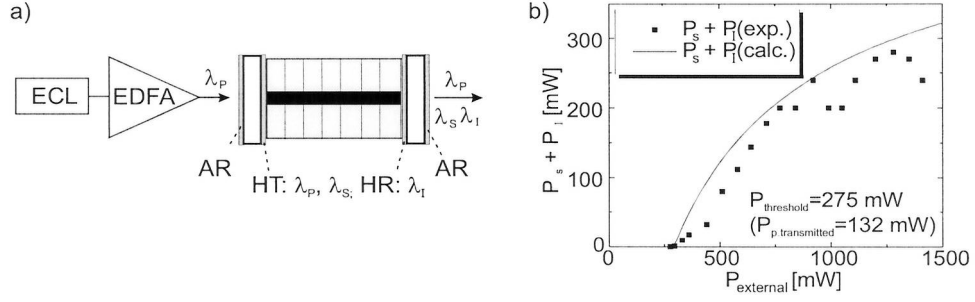 a)
ECL
EDFA
λP
λP
λS λI
AR
AR
HT: λP, λS; HR: λI
b)
Ps + PI(exp.)
Ps + PI(calc.)
Ps + PI [mW]
300
200
100
0
Pthreshold=275 mW
(Pp.transmitted=132 mW)
0 500 1000 1500
Pexternal [mW]